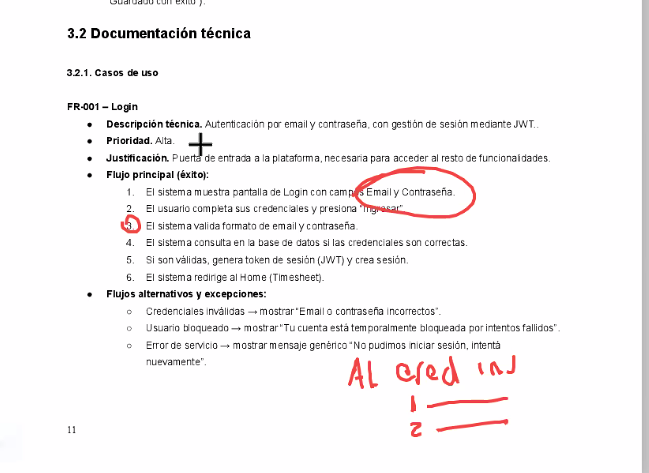 Guardado con éxito").
3.2 Documentación técnica
3.2.1. Casos de uso
FR-001 – Login
● Descripción técnica. Autenticación por email y contraseña, con gestión de sesión mediante JWT..
● Prioridad. Alta.
● Justificación. Puerta de entrada a la plataforma, necesaria para acceder al resto de funcionalidades.
● Flujo principal (éxito):
1. El sistema muestra pantalla de Login con campos Email y Contraseña.
2. El usuario completa sus credenciales y presiona "Ingresar"
3. El sistema valida formato de email y contraseña.
4. El sistema consulta en la base de datos si las credenciales son correctas.
5. Si son válidas, genera token de sesión (JWT) y crea sesión.
6. El sistema redirige al Home (Timesheet).
● Flujos alternativos y excepciones:
○ Credenciales inválidas → mostrar "Email o contraseña incorrectos".
○ Usuario bloqueado → mostrar "Tu cuenta está temporalmente bloqueada por intentos fallidos".
○ Error de servicio → mostrar mensaje genérico "No pudimos iniciar sesión, intentá
nuevamente".
AL cred inv
1
2
11